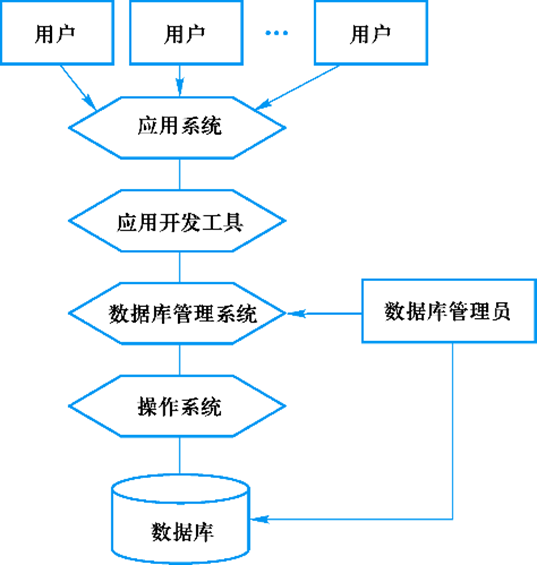 用户
用户
···
用户
应用系统
应用开发工具
数据库管理系统
数据库管理员
操作系统
数据库